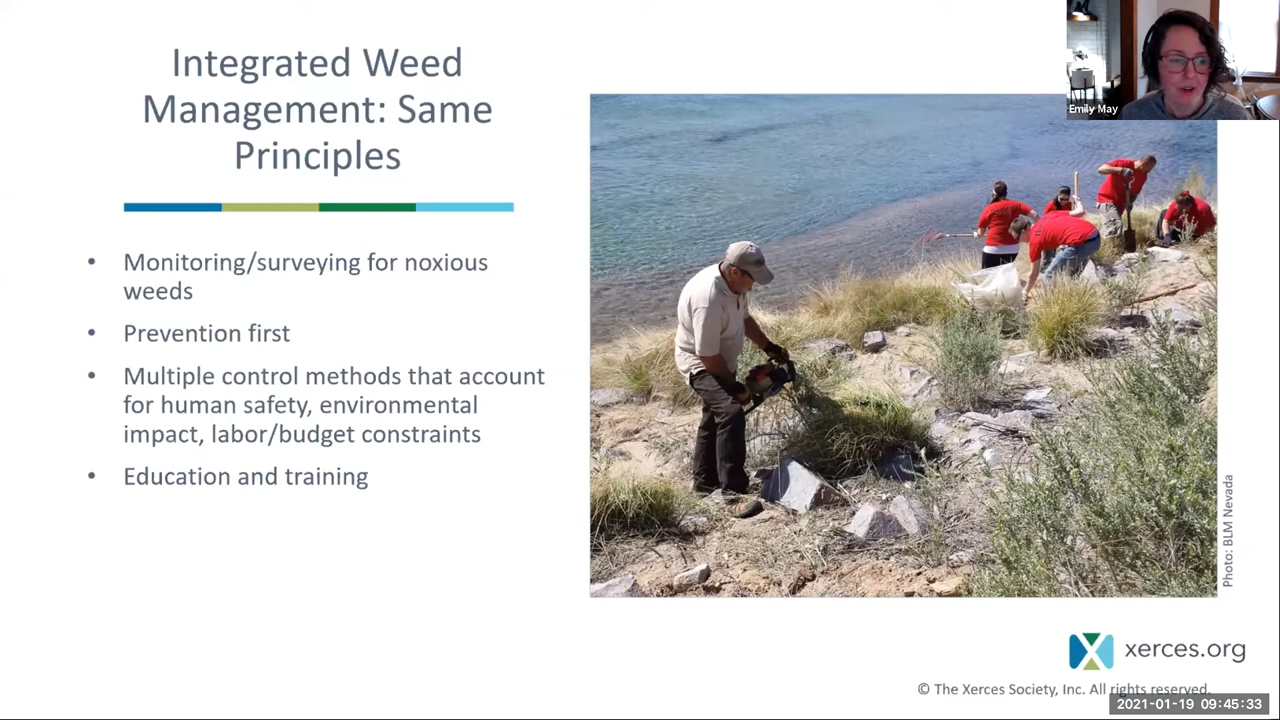 Integrated Weed
Management: Same
Principles
• Monitoring/surveying for noxious
weeds
• Prevention first
• Multiple control methods that account
for human safety, environmental
impact, labor/budget constraints
• Education and training
Emily May
Photo: BLM Nevada
xerces.org
© The Xerces Society, Inc. All rights reserved.
2021-01-19 09:45:33